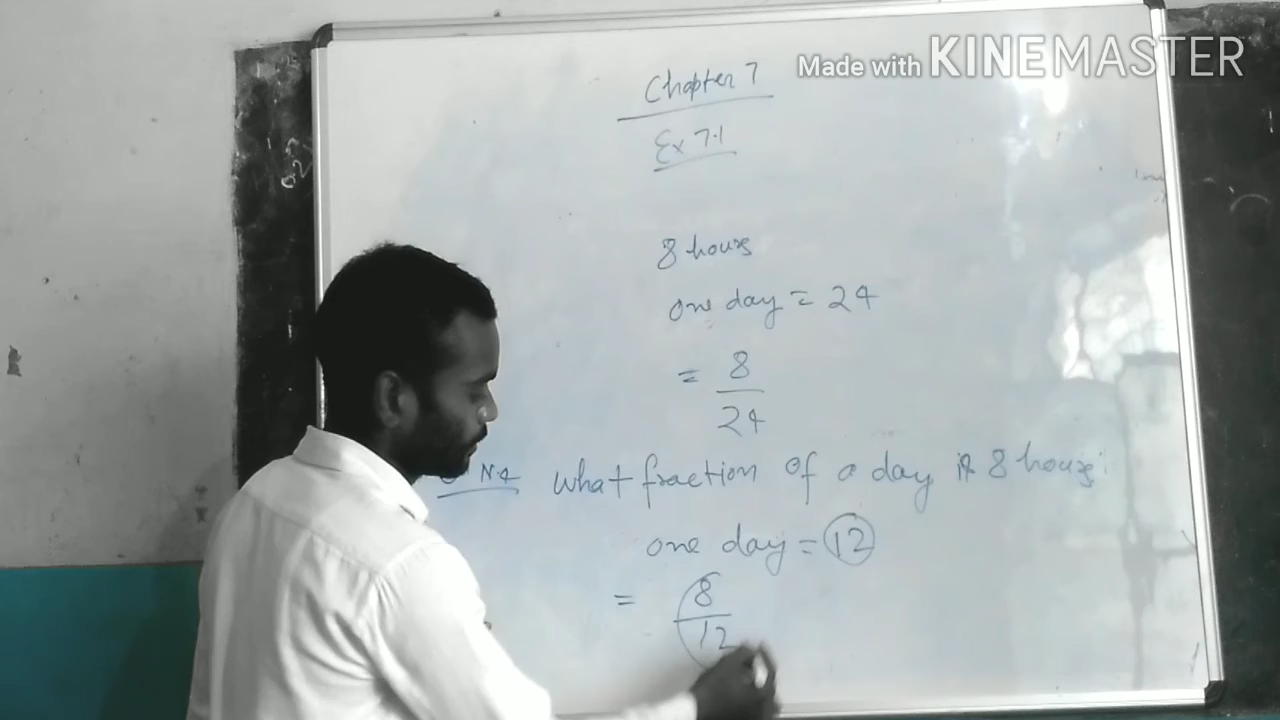 Made with KINEMASTER
Chapter 7
Ex 7.1
8 hours
one day = 24
= 8
24
N.4 What fraction of a day is 8 hours.
one day = 12
= 8
12